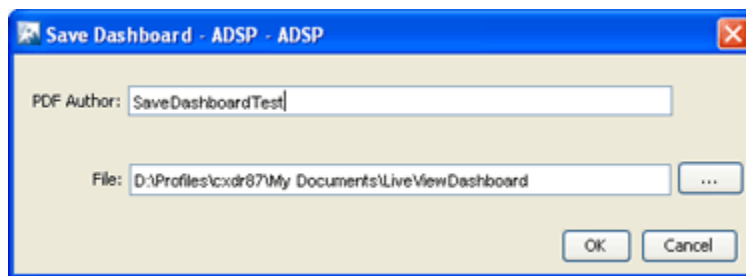 Save Dashboard - ADSP - ADSP
PDF Author: SaveDashboardTest
File: D:\Profiles\cxdr87\My Documents\LiveViewDashboard ...
OK Cancel